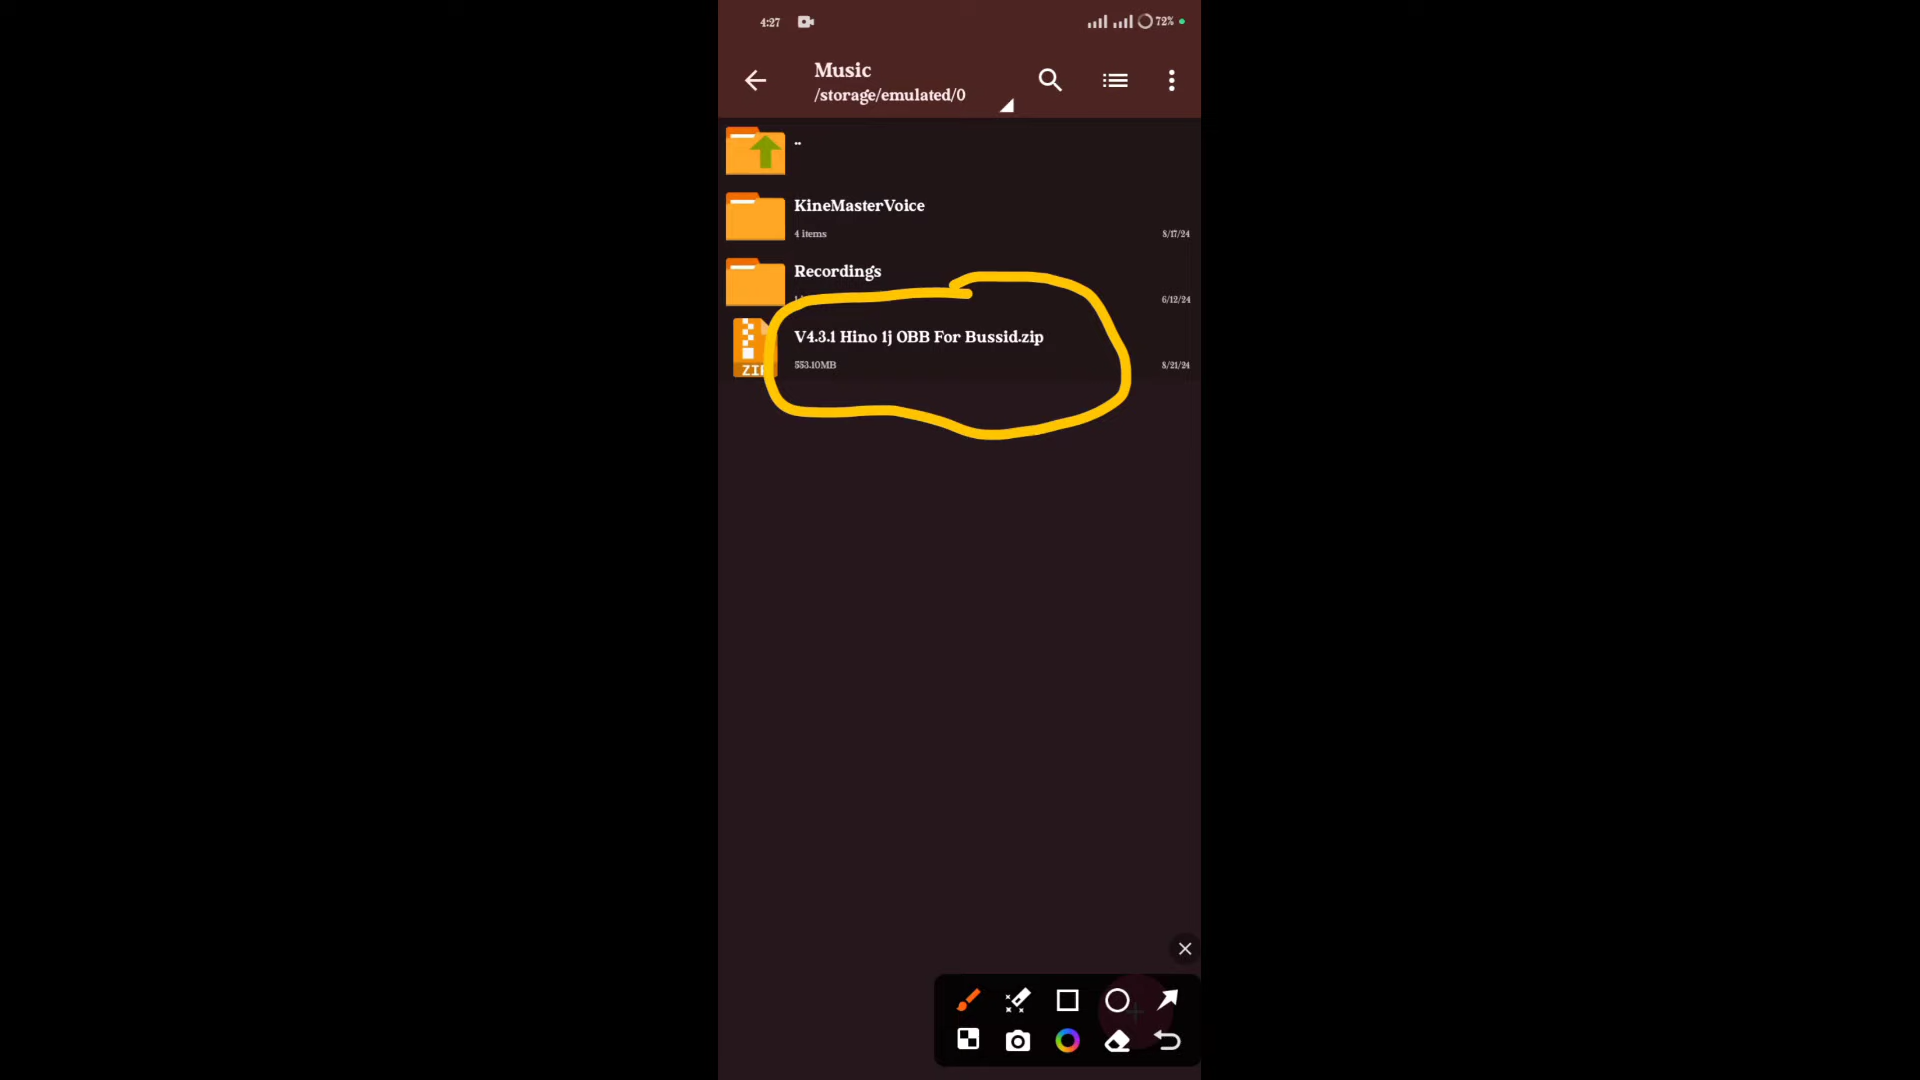 4:27
72%
Music
/storage/emulated/0
..
KineMasterVoice
4 items
8/17/24
Recordings
6/12/24
V4.3.1 Hino 1j OBB For Bussid.zip
553.10MB
8/21/24
ZIP